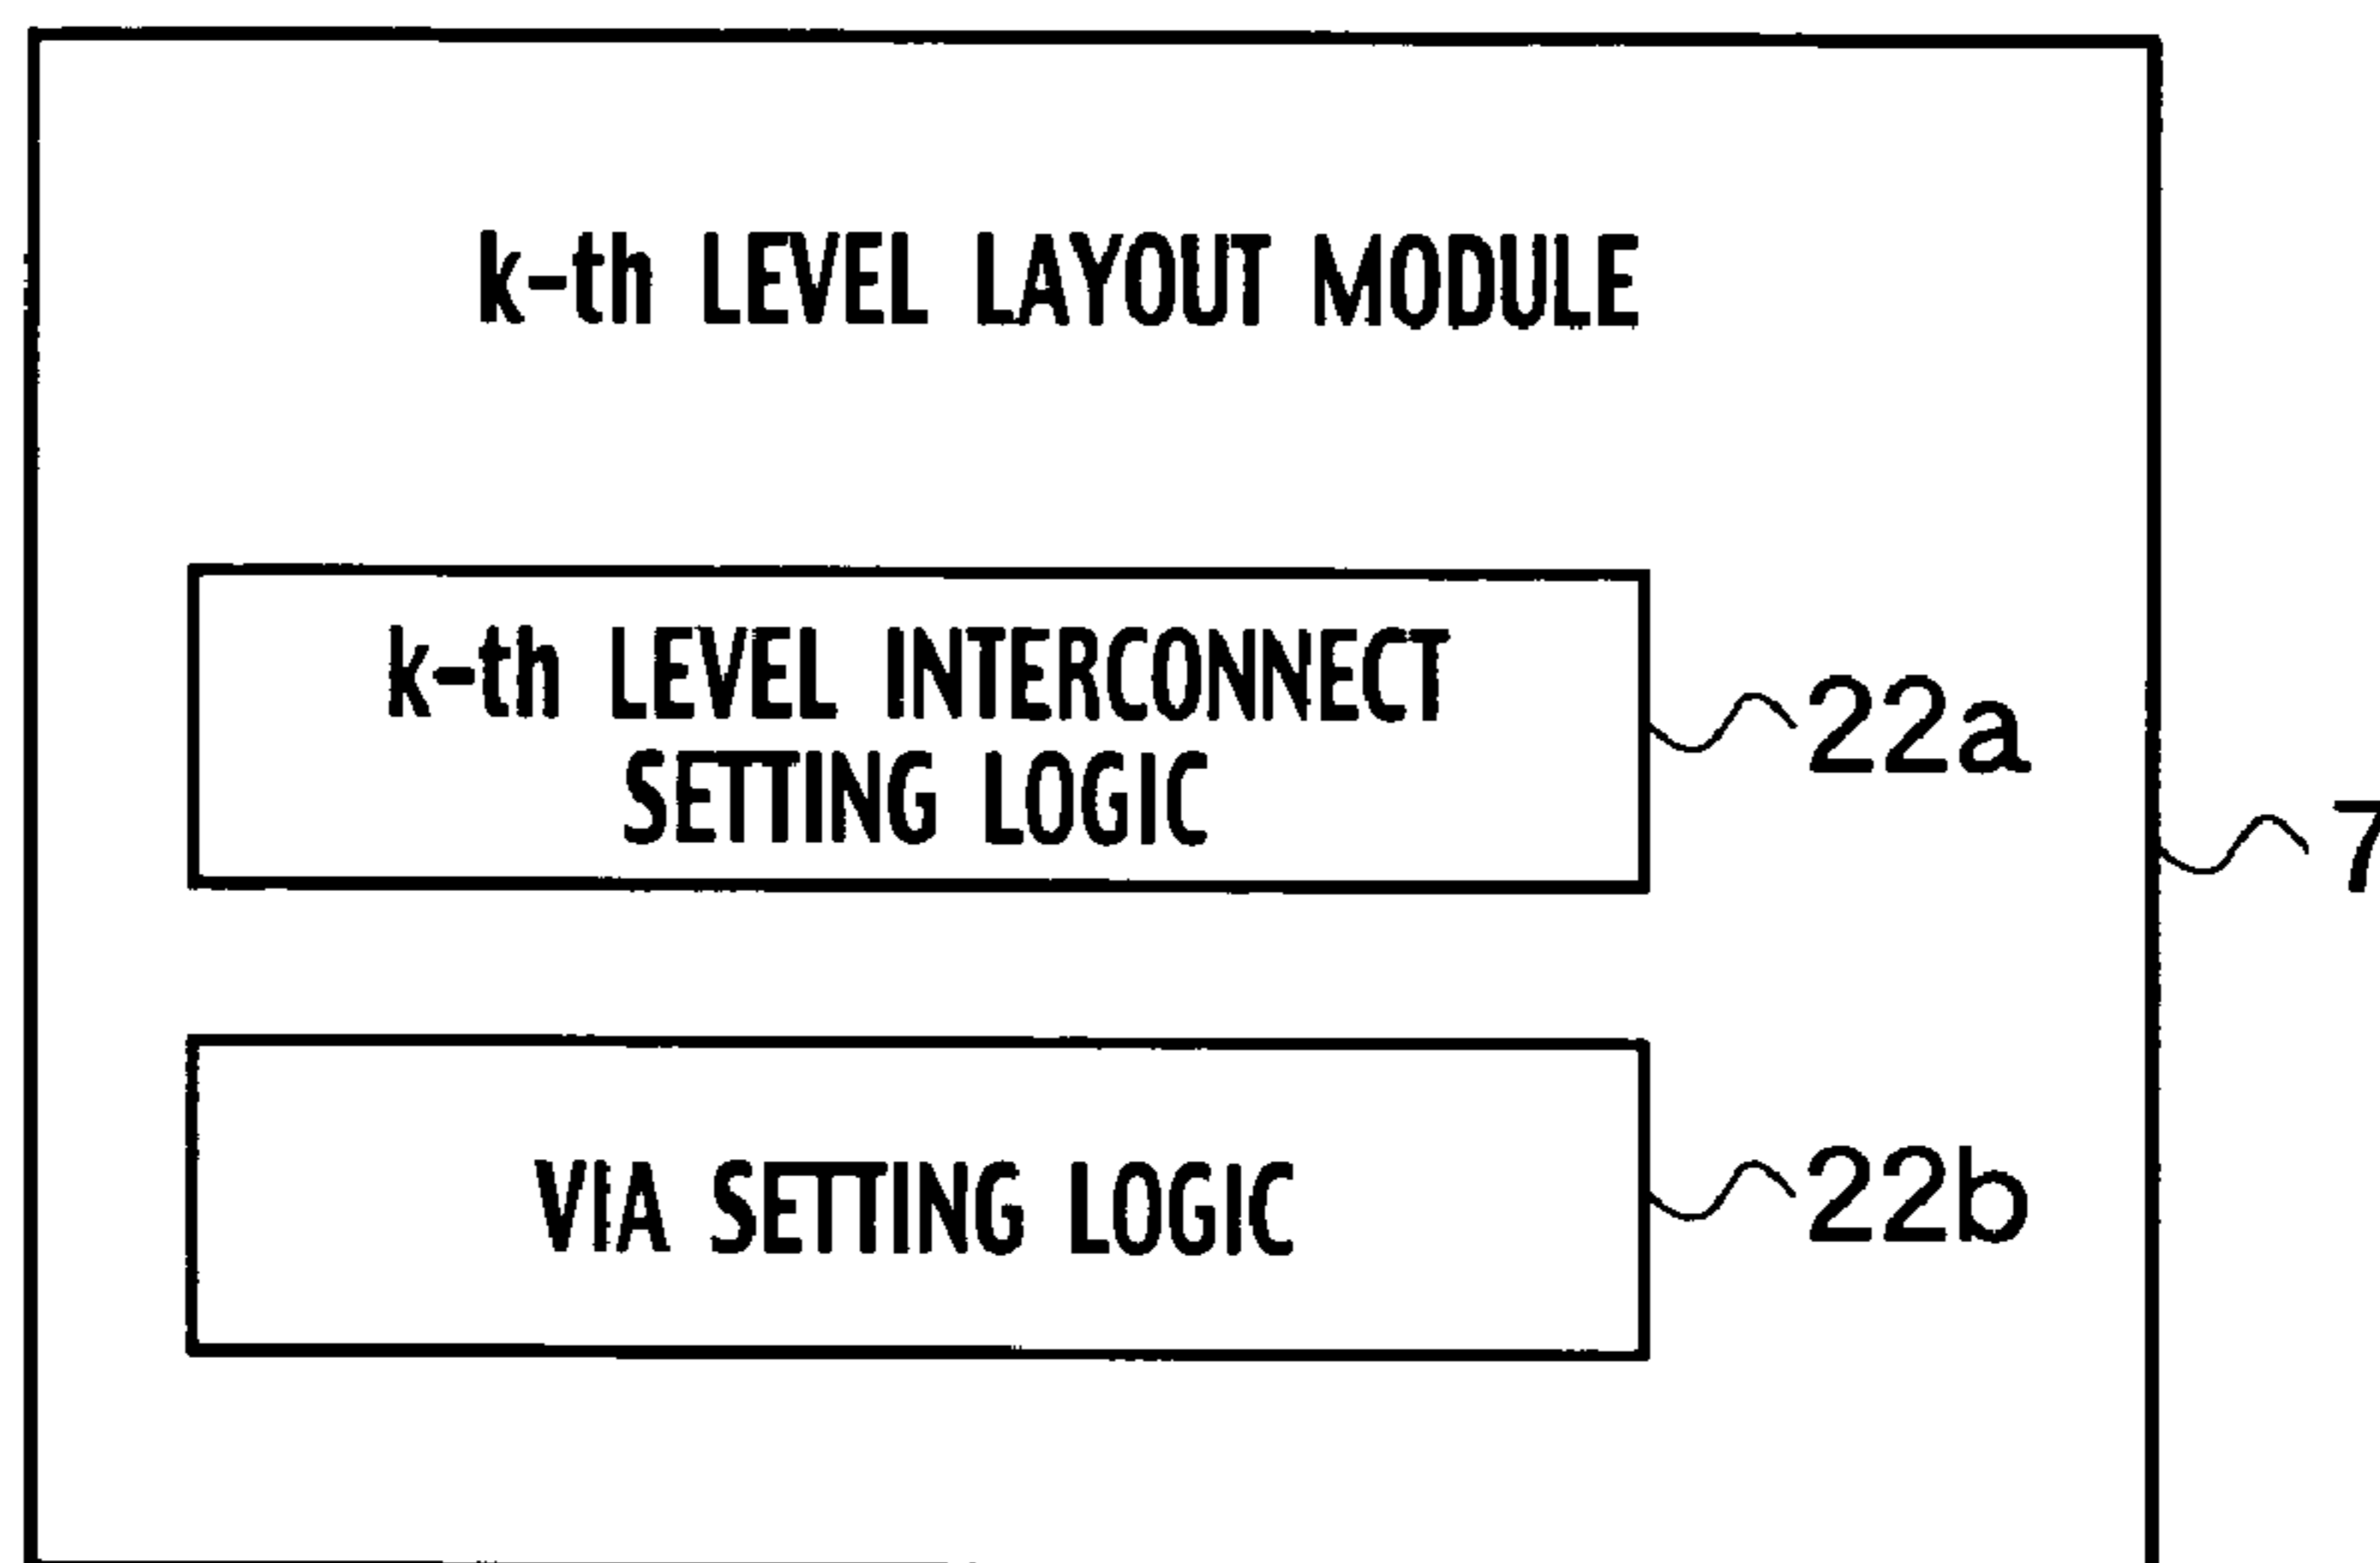 k-th LEVEL LAYOUT MODULE
k-th LEVEL INTERCONNECT
SETTING LOGIC
22a
7
VIA SETTING LOGIC
22b